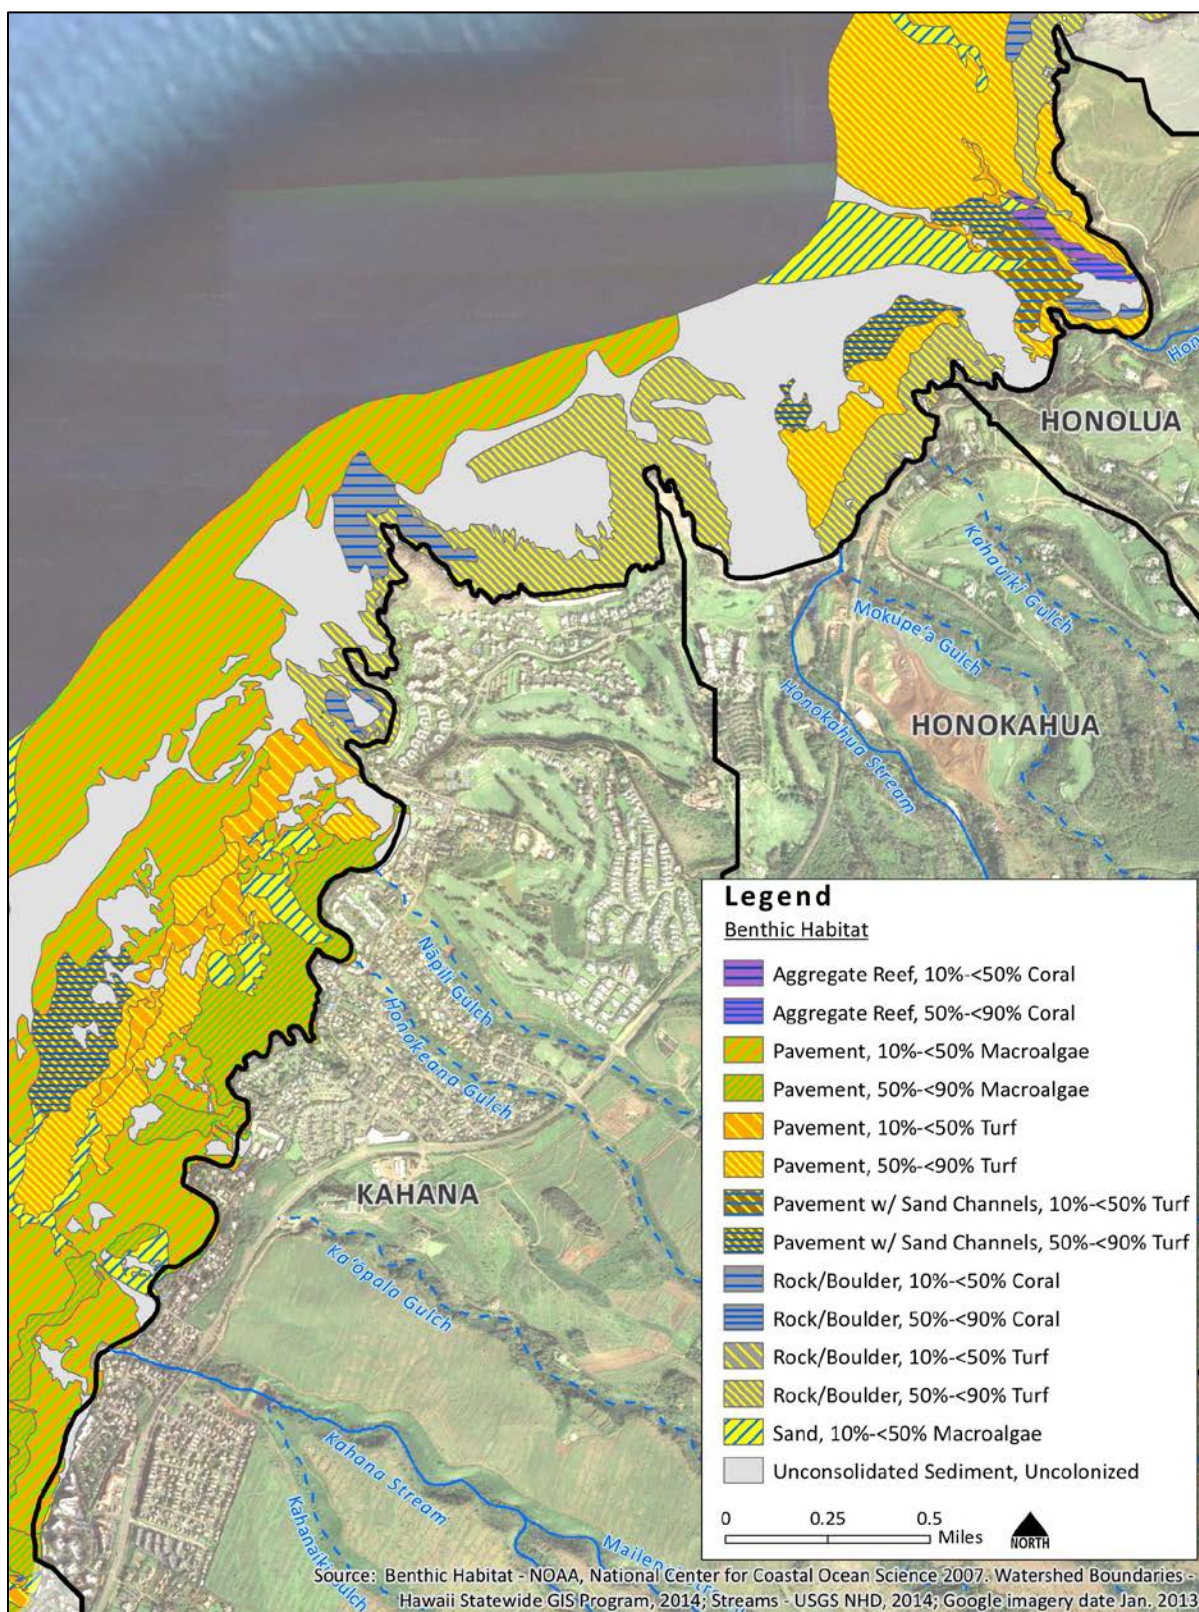 Hon
HONOLUA
Kahauiki Gulch
Mokupe‘a Gulch
HONOKAHUA
Honokahua Stream
Nāpili Gulch
Honokeana Gulch
KAHANA
Ka‘ōpala Gulch
Kahana Stream
Kahanaiki Gulch
Legend
Benthic Habitat
Aggregate Reef, 10%-<50% Coral
Aggregate Reef, 50%-<90% Coral
Pavement, 10%-<50% Macroalgae
Pavement, 50%-<90% Macroalgae
Pavement, 10%-<50% Turf
Pavement, 50%-<90% Turf
Pavement w/ Sand Channels, 10%-<50% Turf
Pavement w/ Sand Channels, 50%-<90% Turf
Rock/Boulder, 10%-<50% Coral
Rock/Boulder, 50%-<90% Coral
Rock/Boulder, 10%-<50% Turf
Rock/Boulder, 50%-<90% Turf
Sand, 10%-<50% Macroalgae
Unconsolidated Sediment, Uncolonized
0 0.25 0.5
Miles
NORTH
Source: Benthic Habitat - NOAA, National Center for Coastal Ocean Science 2007. Watershed Boundaries -
Hawaii Statewide GIS Program, 2014; Streams - USGS NHD, 2014; Google imagery date Jan. 2013